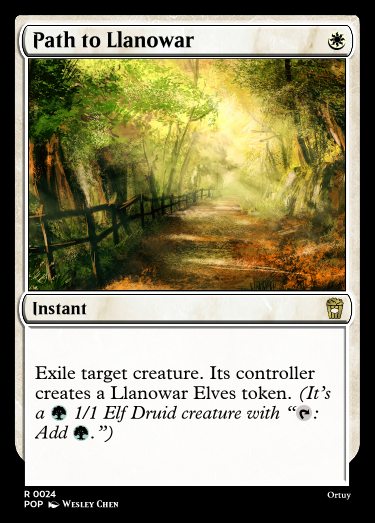 Path to Llanowar
Instant
Exile target creature. Its controller
creates a Llanowar Elves token. (It's
a 1/1 Elf Druid creature with “:
Add .”)
R 0024
POP Wesley Chen
Ortuy